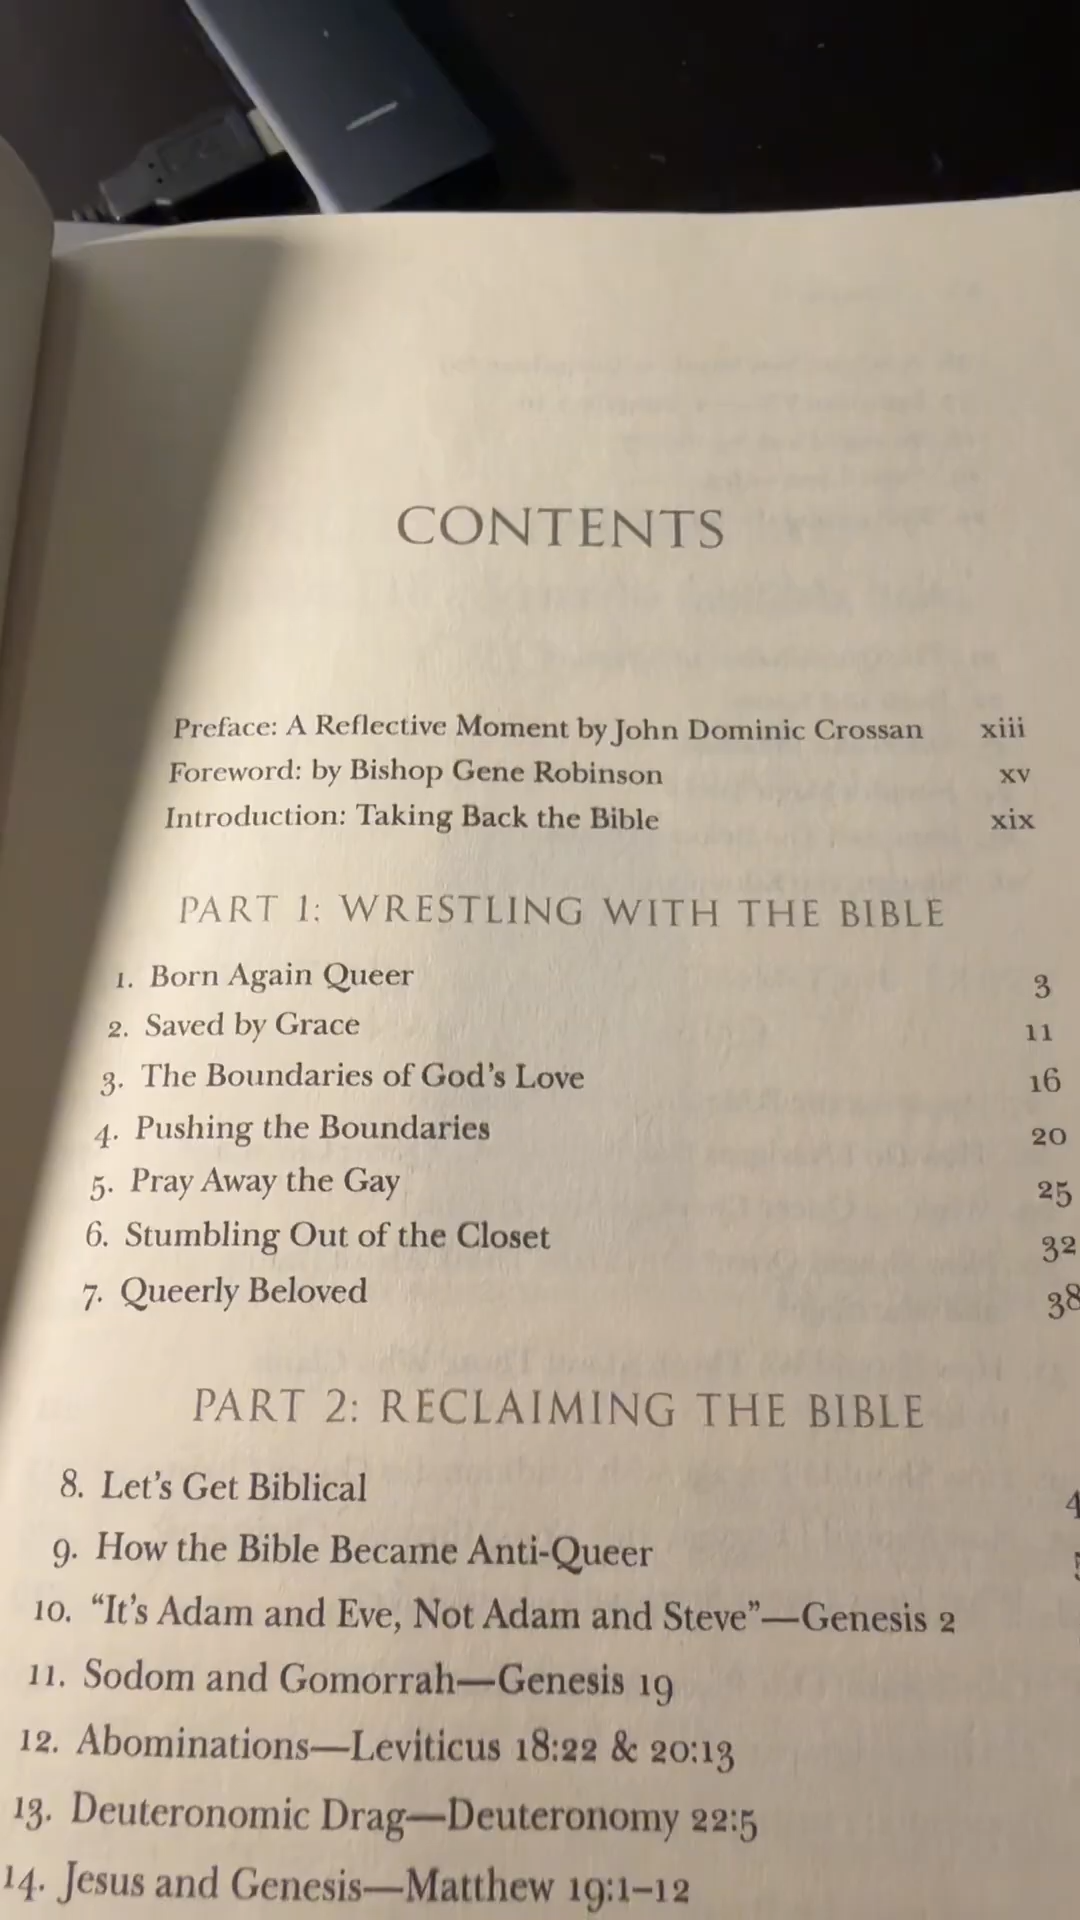 CONTENTS
Preface: A Reflective Moment by John Dominic Crossan xiii
Foreword: by Bishop Gene Robinson xv
Introduction: Taking Back the Bible xix
PART 1: WRESTLING WITH THE BIBLE
1. Born Again Queer 3
2. Saved by Grace 11
3. The Boundaries of God's Love 16
4. Pushing the Boundaries 20
5. Pray Away the Gay 25
6. Stumbling Out of the Closet 32
7. Queerly Beloved 38
PART 2: RECLAIMING THE BIBLE
8. Let's Get Biblical
9. How the Bible Became Anti-Queer
10. “It's Adam and Eve, Not Adam and Steve”—Genesis 2
11. Sodom and Gomorrah—Genesis 19
12. Abominations—Leviticus 18:22 & 20:13
13. Deuteronomic Drag—Deuteronomy 22:5
14. Jesus and Genesis—Matthew 19:1–12